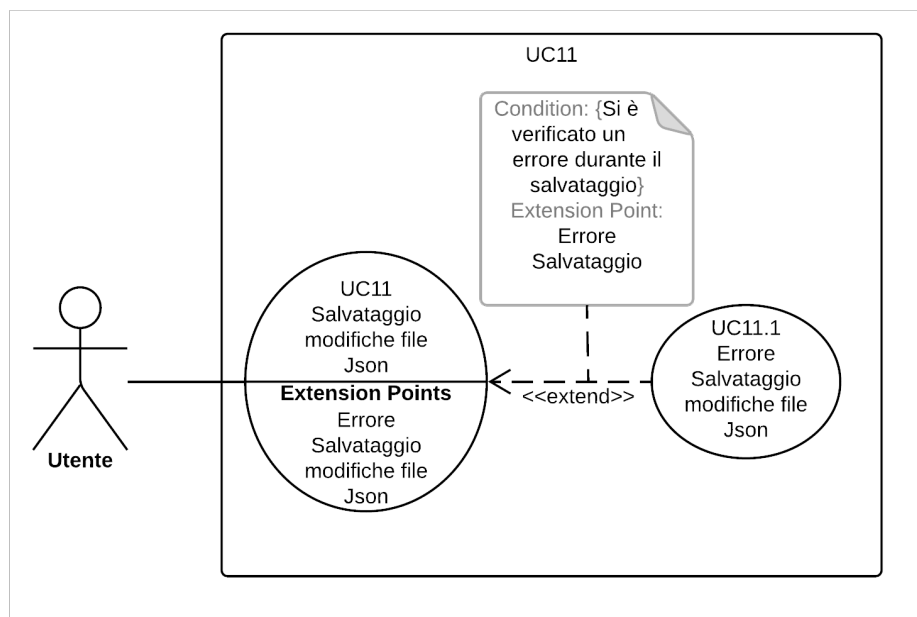 UC11
Condition: {Si è
verificato un
errore durante il
salvataggio}
Extension Point:
Errore
Salvataggio
UC11
Salvataggio
modifiche file
Json
Extension Points
Errore
Salvataggio
modifiche file
Json
<<extend>>
UC11.1
Errore
Salvataggio
modifiche file
Json
Utente